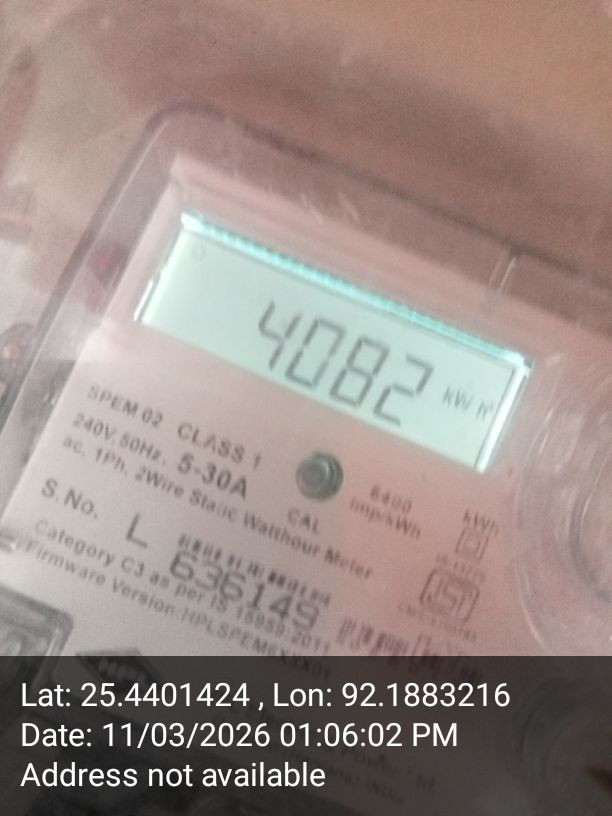 4082 kWh
SPEM 02 CLASS 1
240V, 50Hz, 5-30A
ac, 1Ph, 2Wire Static Watthour Meter
CAL
6400
imp/kWh
kWh
S.No. L 636149
Category C3 as per IS 15959:2011
Firmware Version:
Lat: 25.4401424 , Lon: 92.1883216
Date: 11/03/2026 01:06:02 PM
Address not available